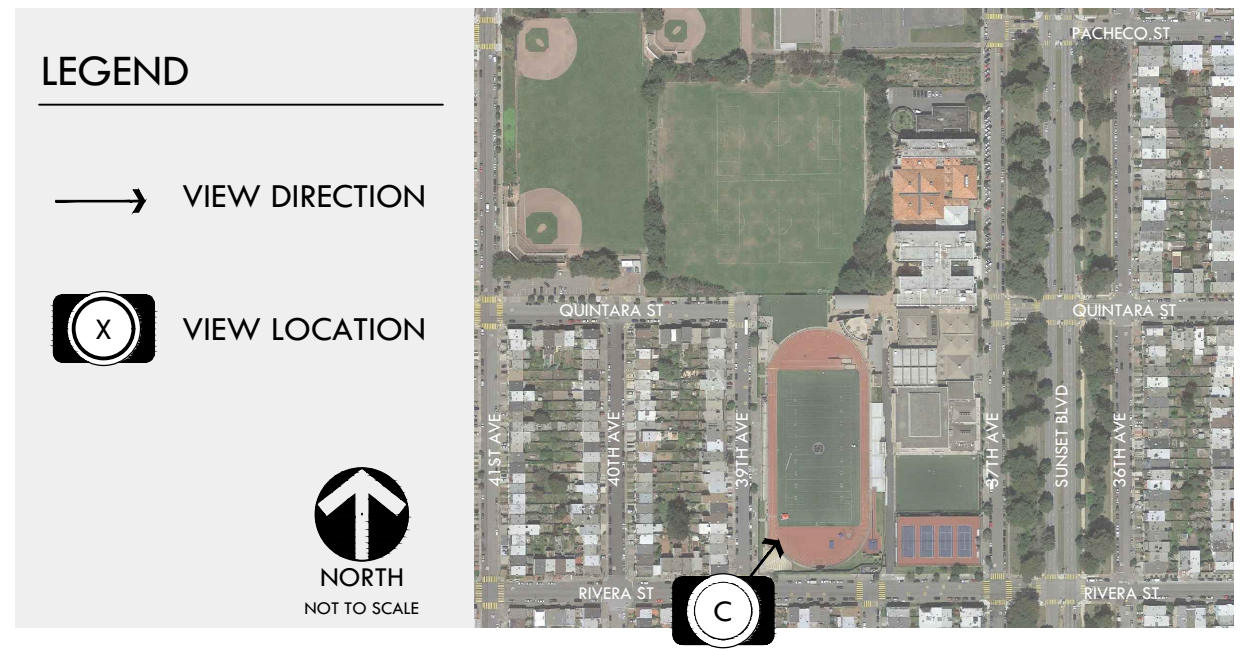 LEGEND
VIEW DIRECTION
X
VIEW LOCATION
NORTH
NOT TO SCALE
PACHECO ST
QUINTARA ST
QUINTARA ST
41ST AVE
40TH AVE
39TH AVE
37TH AVE
SUNSET BLVD
36TH AVE
RIVERA ST
RIVERA ST
C